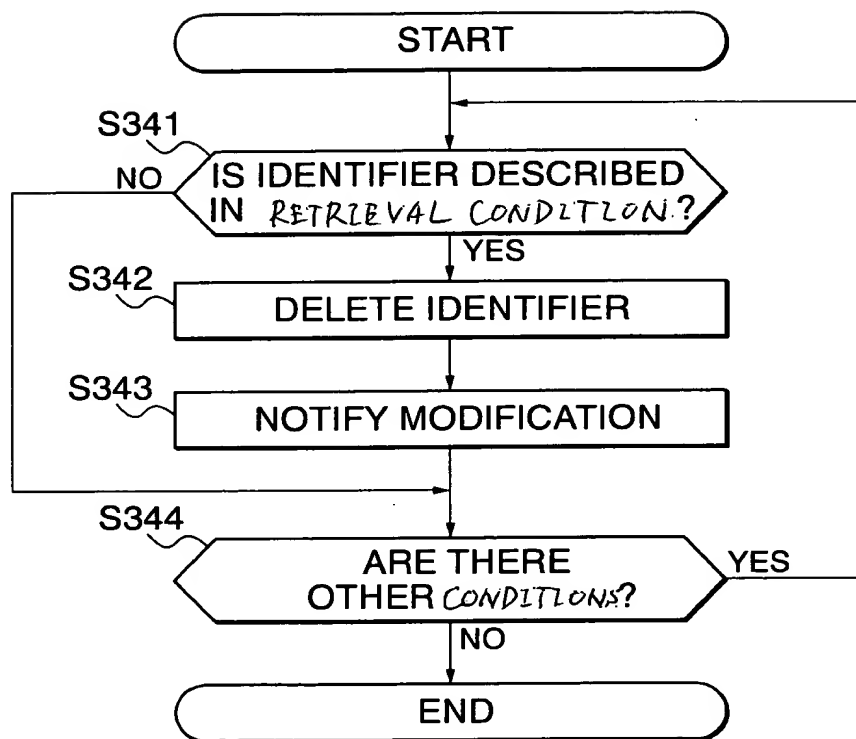 START
S341
NO
IS IDENTIFIER DESCRIBED
IN RETRIEVAL CONDITION?
YES
S342
DELETE IDENTIFIER
S343
NOTIFY MODIFICATION
S344
ARE THERE
OTHER CONDITIONS?
YES
NO
END